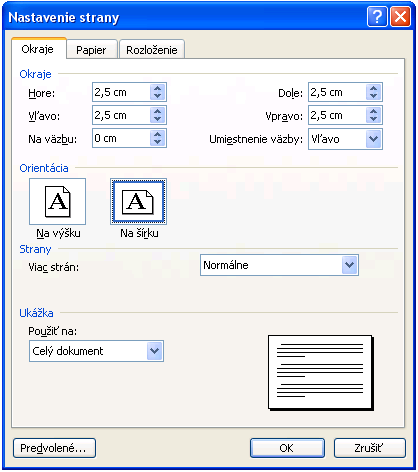 Nastavenie strany
Okraje Papier Rozloženie
Okraje
Hore: 2,5 cm Dole: 2,5 cm
Vľavo: 2,5 cm Vpravo: 2,5 cm
Na väzbu: 0 cm Umiestnenie väzby: Vľavo
Orientácia
A A
Na výšku Na šírku
Strany
Viac strán: Normálne
Ukážka
Použiť na:
Celý dokument
Predvolené... OK Zrušiť